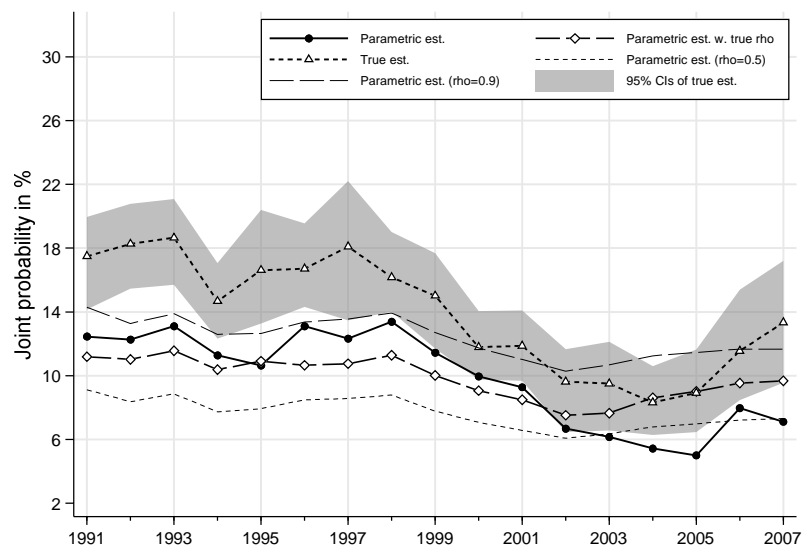 Parametric est.
Parametric est. w. true rho
True est.
Parametric est. (rho=0.5)
Parametric est. (rho=0.9)
95% CIs of true est.
Joint probability in %
30
26
22
18
14
10
6
2
1991 1993 1995 1997 1999 2001 2003 2005 2007